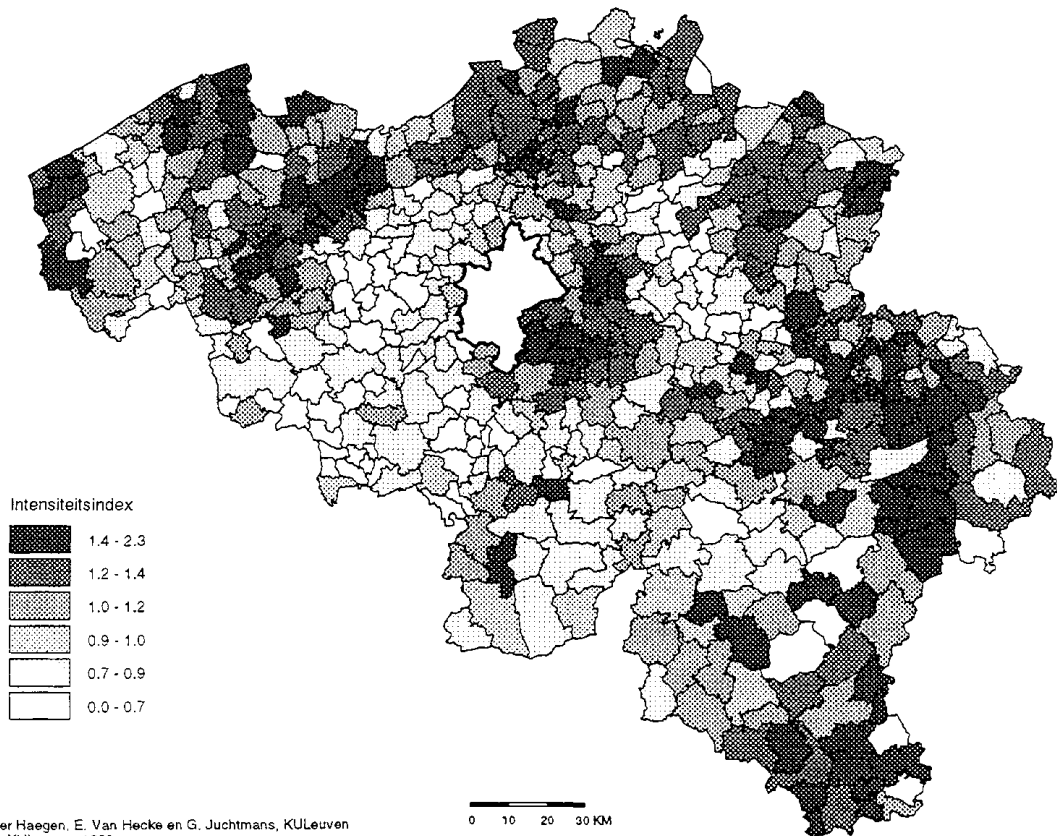 Intensiteitsindex
1.4 - 2.3
1.2 - 1.4
1.0 - 1.2
0.9 - 1.0
0.7 - 0.9
0.0 - 0.7
er Haegen, E. Van Hecke en G. Juchtmans, KULeuven
0 10 20 30 KM